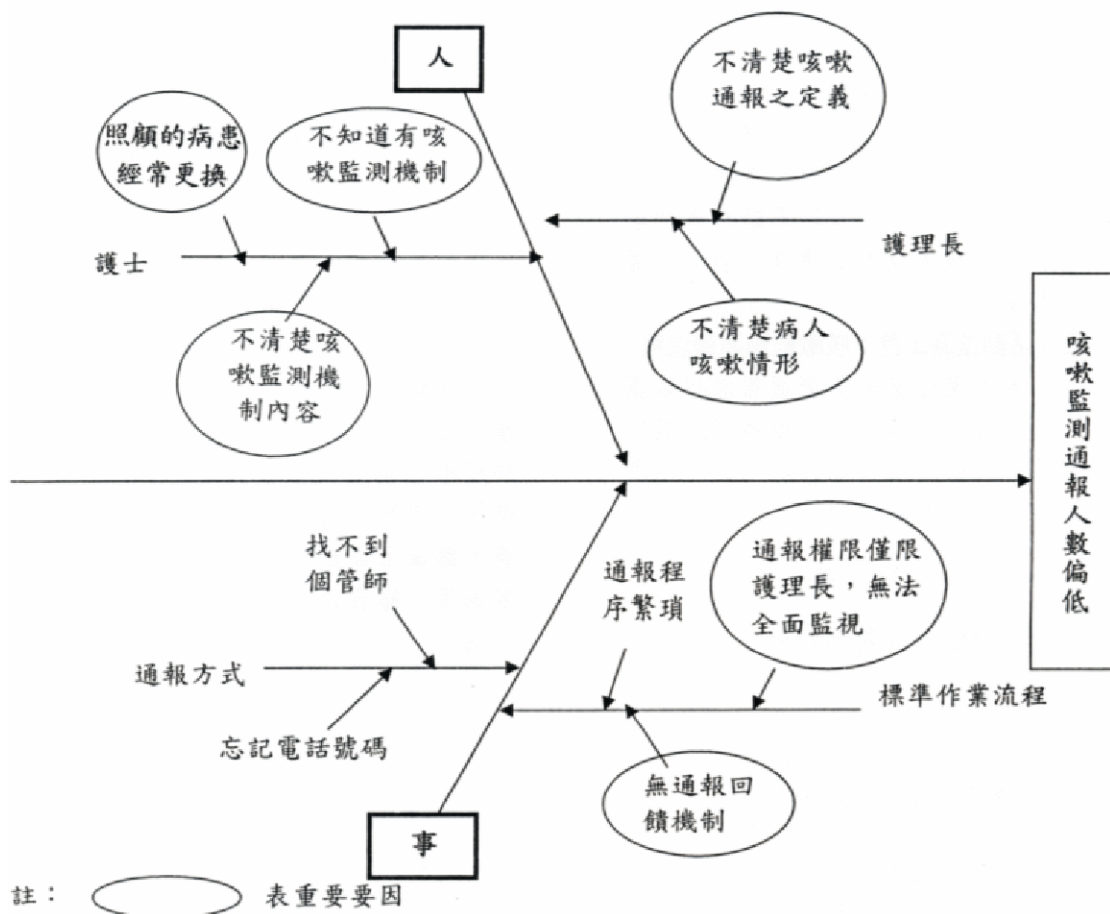 人
不清楚咳嗽
通報之定義
照顧的病患
經常更換
不知道有咳
嗽監測機制
護士
護理長
不清楚咳
嗽監測機
制內容
不清楚病人
咳嗽情形
咳嗽監測通報人數偏低
找不到
個管師
通報程
序繁瑣
通報權限僅限
護理長，無法
全面監視
通報方式
標準作業流程
忘記電話號碼
無通報回
饋機制
事
註：
表重要要因